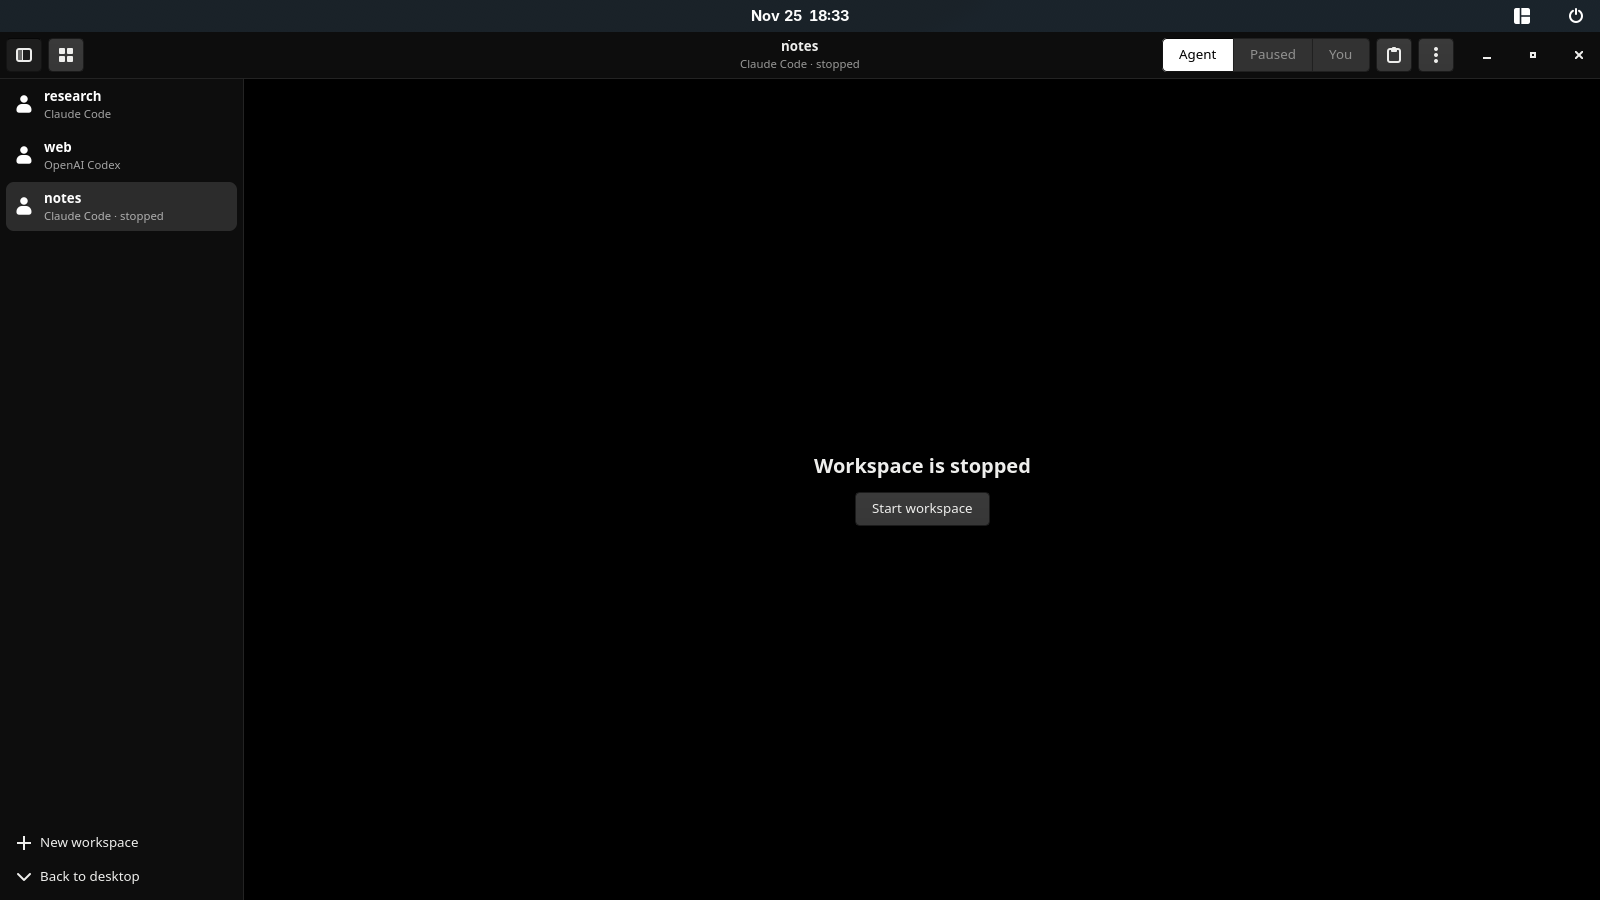 Nov 25 18:33
notes
Claude Code · stopped
Agent
Paused
You
research
Claude Code
web
OpenAI Codex
notes
Claude Code · stopped
Workspace is stopped
Start workspace
New workspace
Back to desktop